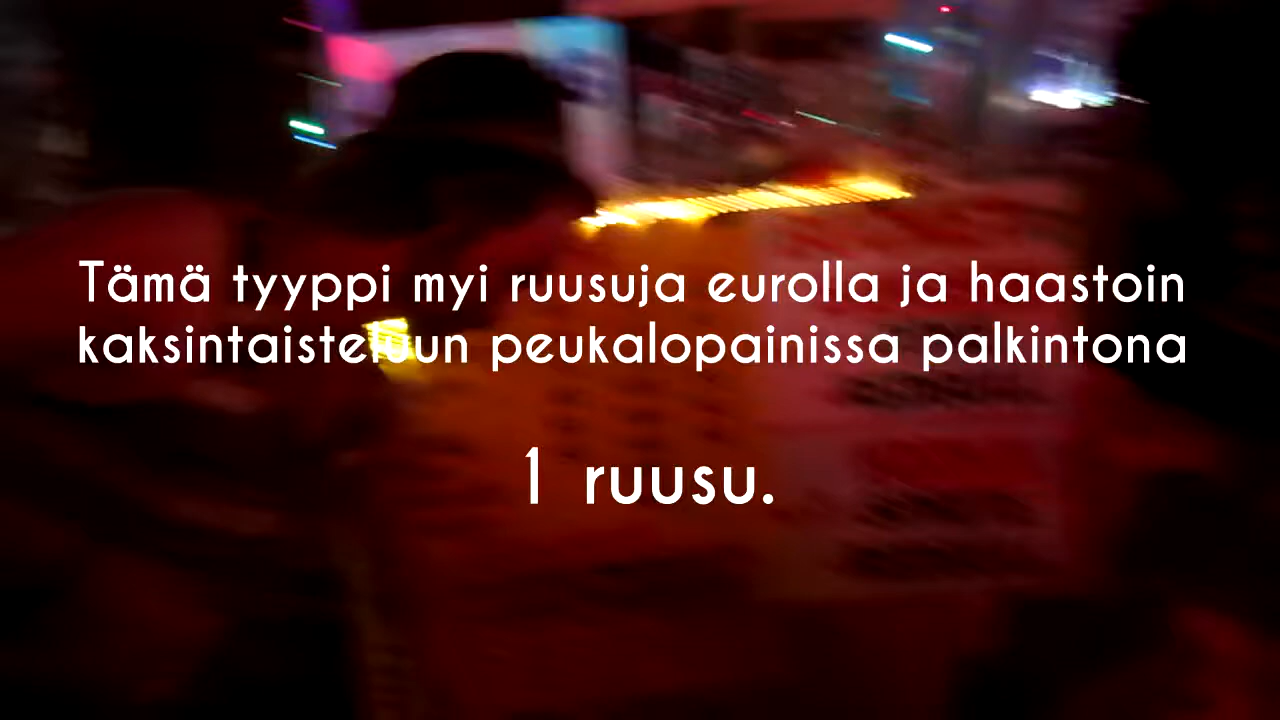 Tämä tyyppi myi ruusuja eurolla ja haastoin
kaksintaisteluun peukalopainissa palkintona
1 ruusu.